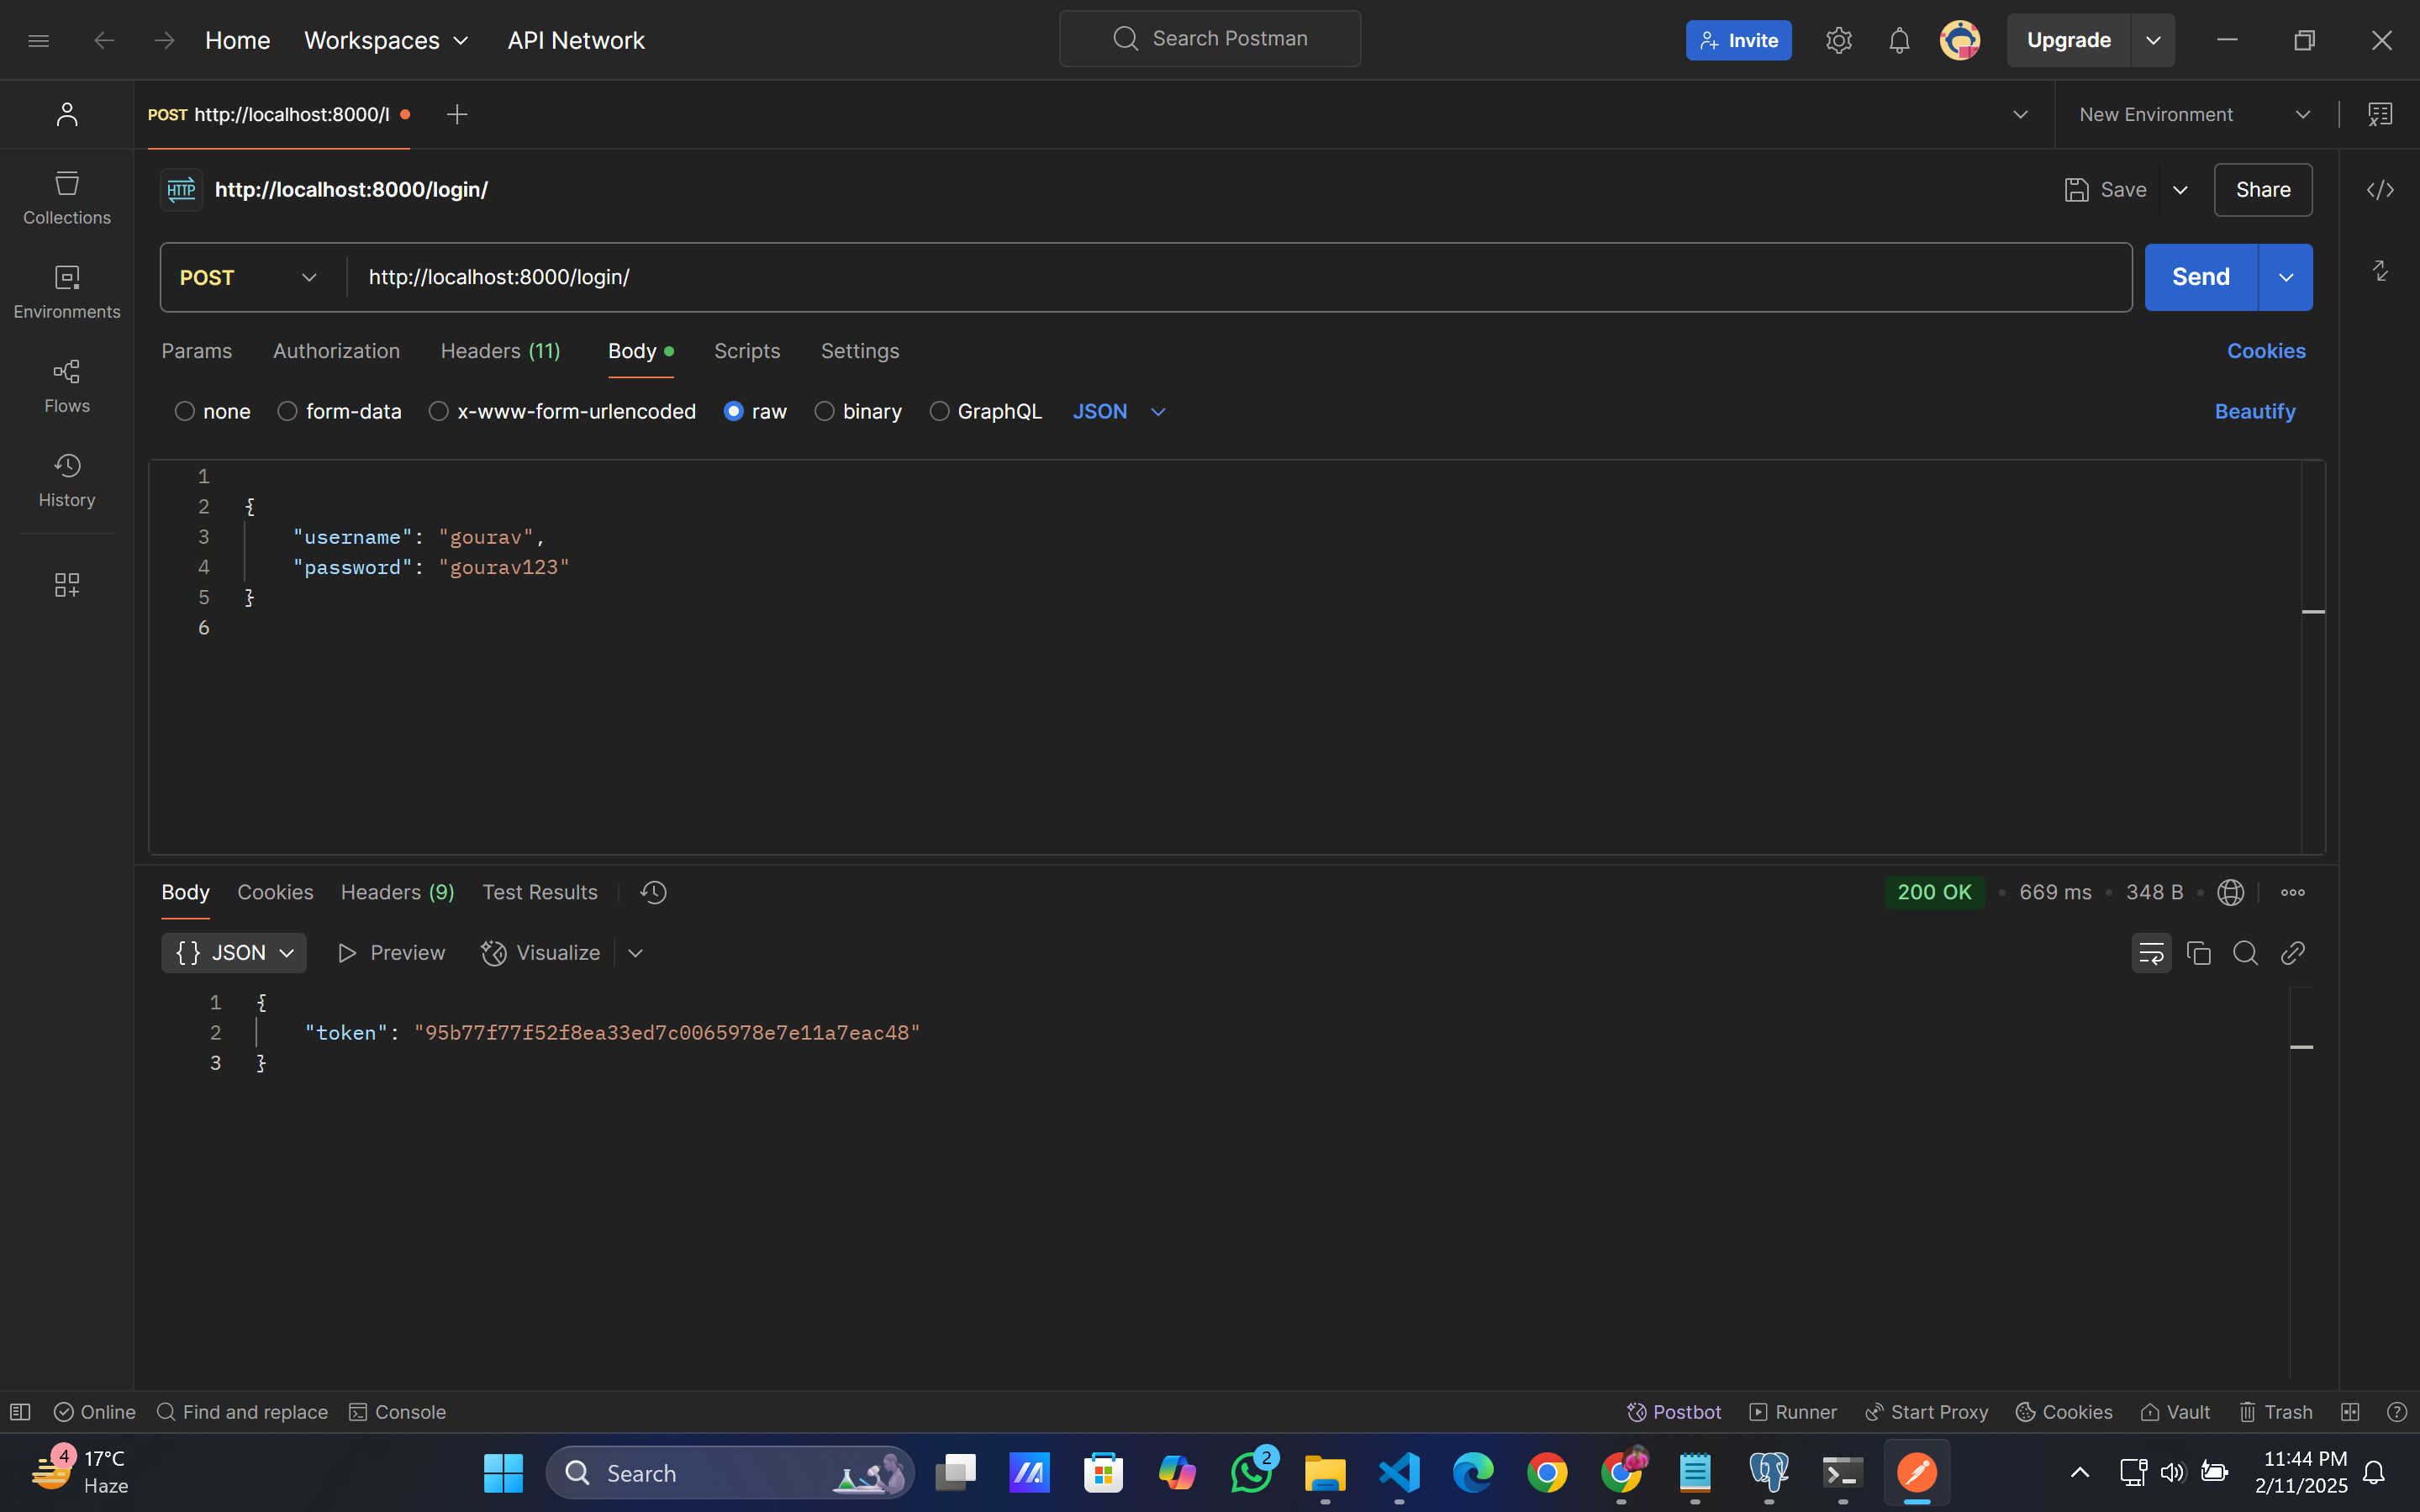 Home Workspaces API Network Search Postman Invite Upgrade
POST http://localhost:8000/l New Environment
HTTP http://localhost:8000/login/ Save Share
POST http://localhost:8000/login/ Send
Params Authorization Headers (11) Body Scripts Settings Cookies
none form-data x-www-form-urlencoded raw binary GraphQL JSON Beautify
Collections
Environments
Flows
History
1
2 {
3 "username": "gourav",
4 "password": "gourav123"
5 }
6
Body Cookies Headers (9) Test Results 200 OK 669 ms 348 B
{} JSON Preview Visualize
1 {
2 "token": "95b77f77f52f8ea33ed7c0065978e7e11a7eac48"
3 }
Online Find and replace Console Postbot Runner Start Proxy Cookies Vault Trash
4 17°C
Haze
Search
2
11:44 PM
2/11/2025